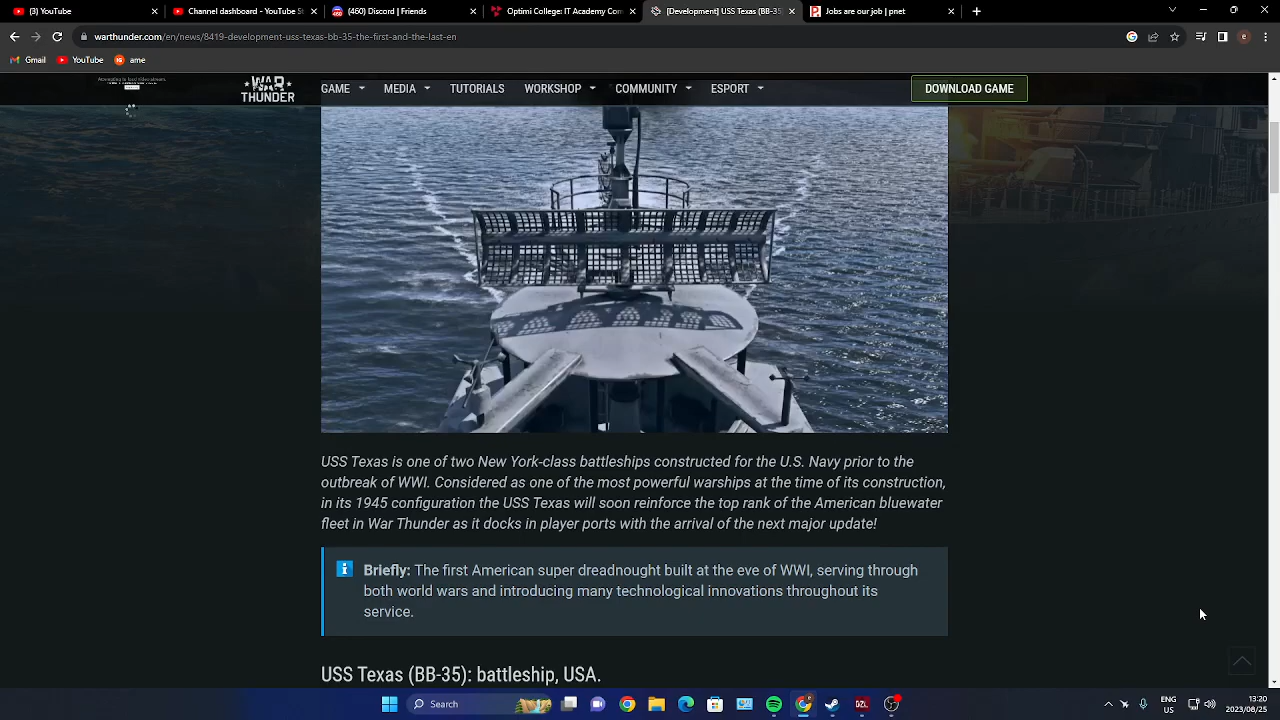 (3) YouTube
Channel dashboard - YouTube St
(460) Discord | Friends
Optimi College: IT Academy Com
[Development] USS Texas (BB-35
Jobs are our job | pnet
warthunder.com/en/news/8419-development-uss-texas-bb-35-the-first-and-the-last-en
Gmail
YouTube
ame
Attempting to load video stream.
WAR THUNDER
GAME
MEDIA
TUTORIALS
WORKSHOP
COMMUNITY
ESPORT
DOWNLOAD GAME
USS Texas is one of two New York-class battleships constructed for the U.S. Navy prior to the
outbreak of WWI. Considered as one of the most powerful warships at the time of its construction,
in its 1945 configuration the USS Texas will soon reinforce the top rank of the American bluewater
fleet in War Thunder as it docks in player ports with the arrival of the next major update!
Briefly: The first American super dreadnought built at the eve of WWI, serving through
both world wars and introducing many technological innovations throughout its
service.
USS Texas (BB-35): battleship, USA.
Search
ENG
US
13:20
2023/06/25